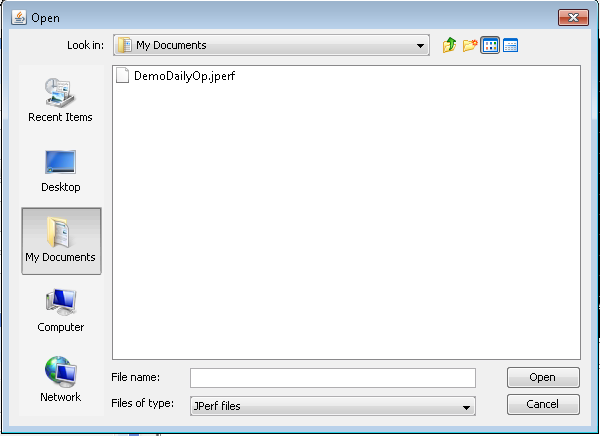 Open
Look in:
My Documents
DemoDailyOp.jperf
Recent Items
Desktop
My Documents
Computer
Network
File name:
Open
Files of type:
JPerf files
Cancel